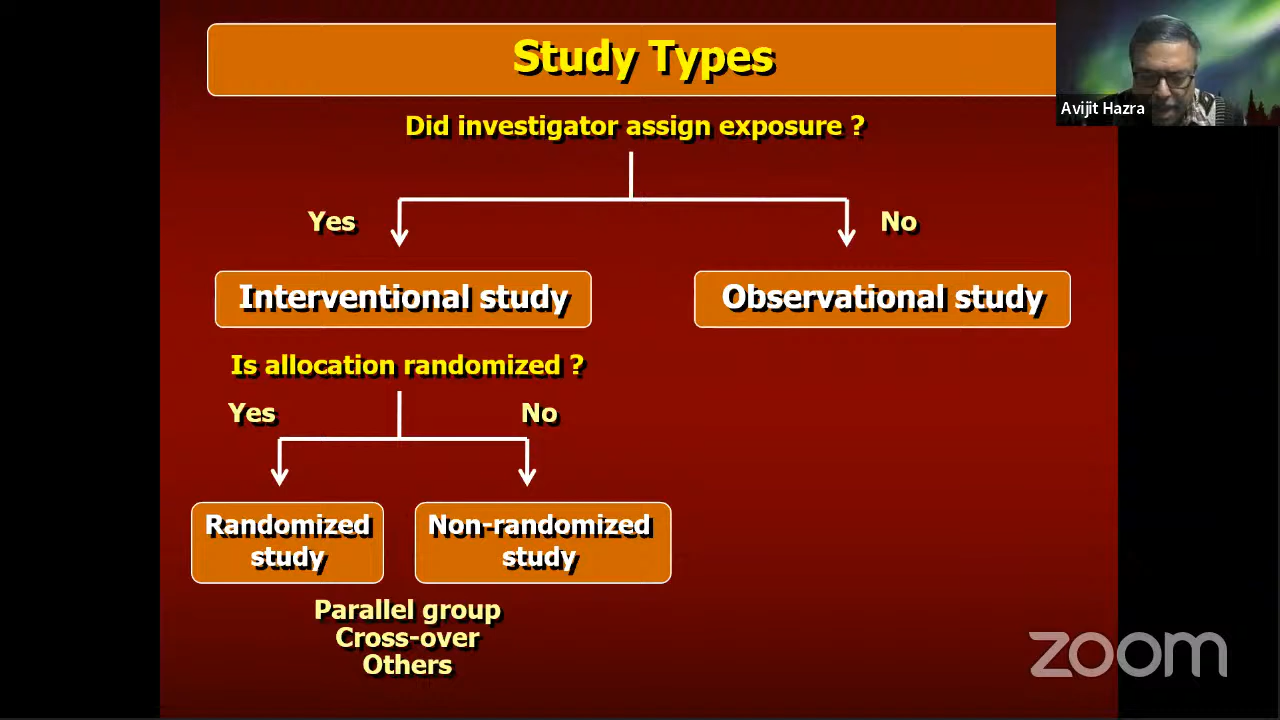 Study Types
Avijit Hazra
Did investigator assign exposure ?
Yes
No
Interventional study
Observational study
Is allocation randomized ?
Yes
No
Randomized
study
Non-randomized
study
Parallel group
Cross-over
Others
zoom